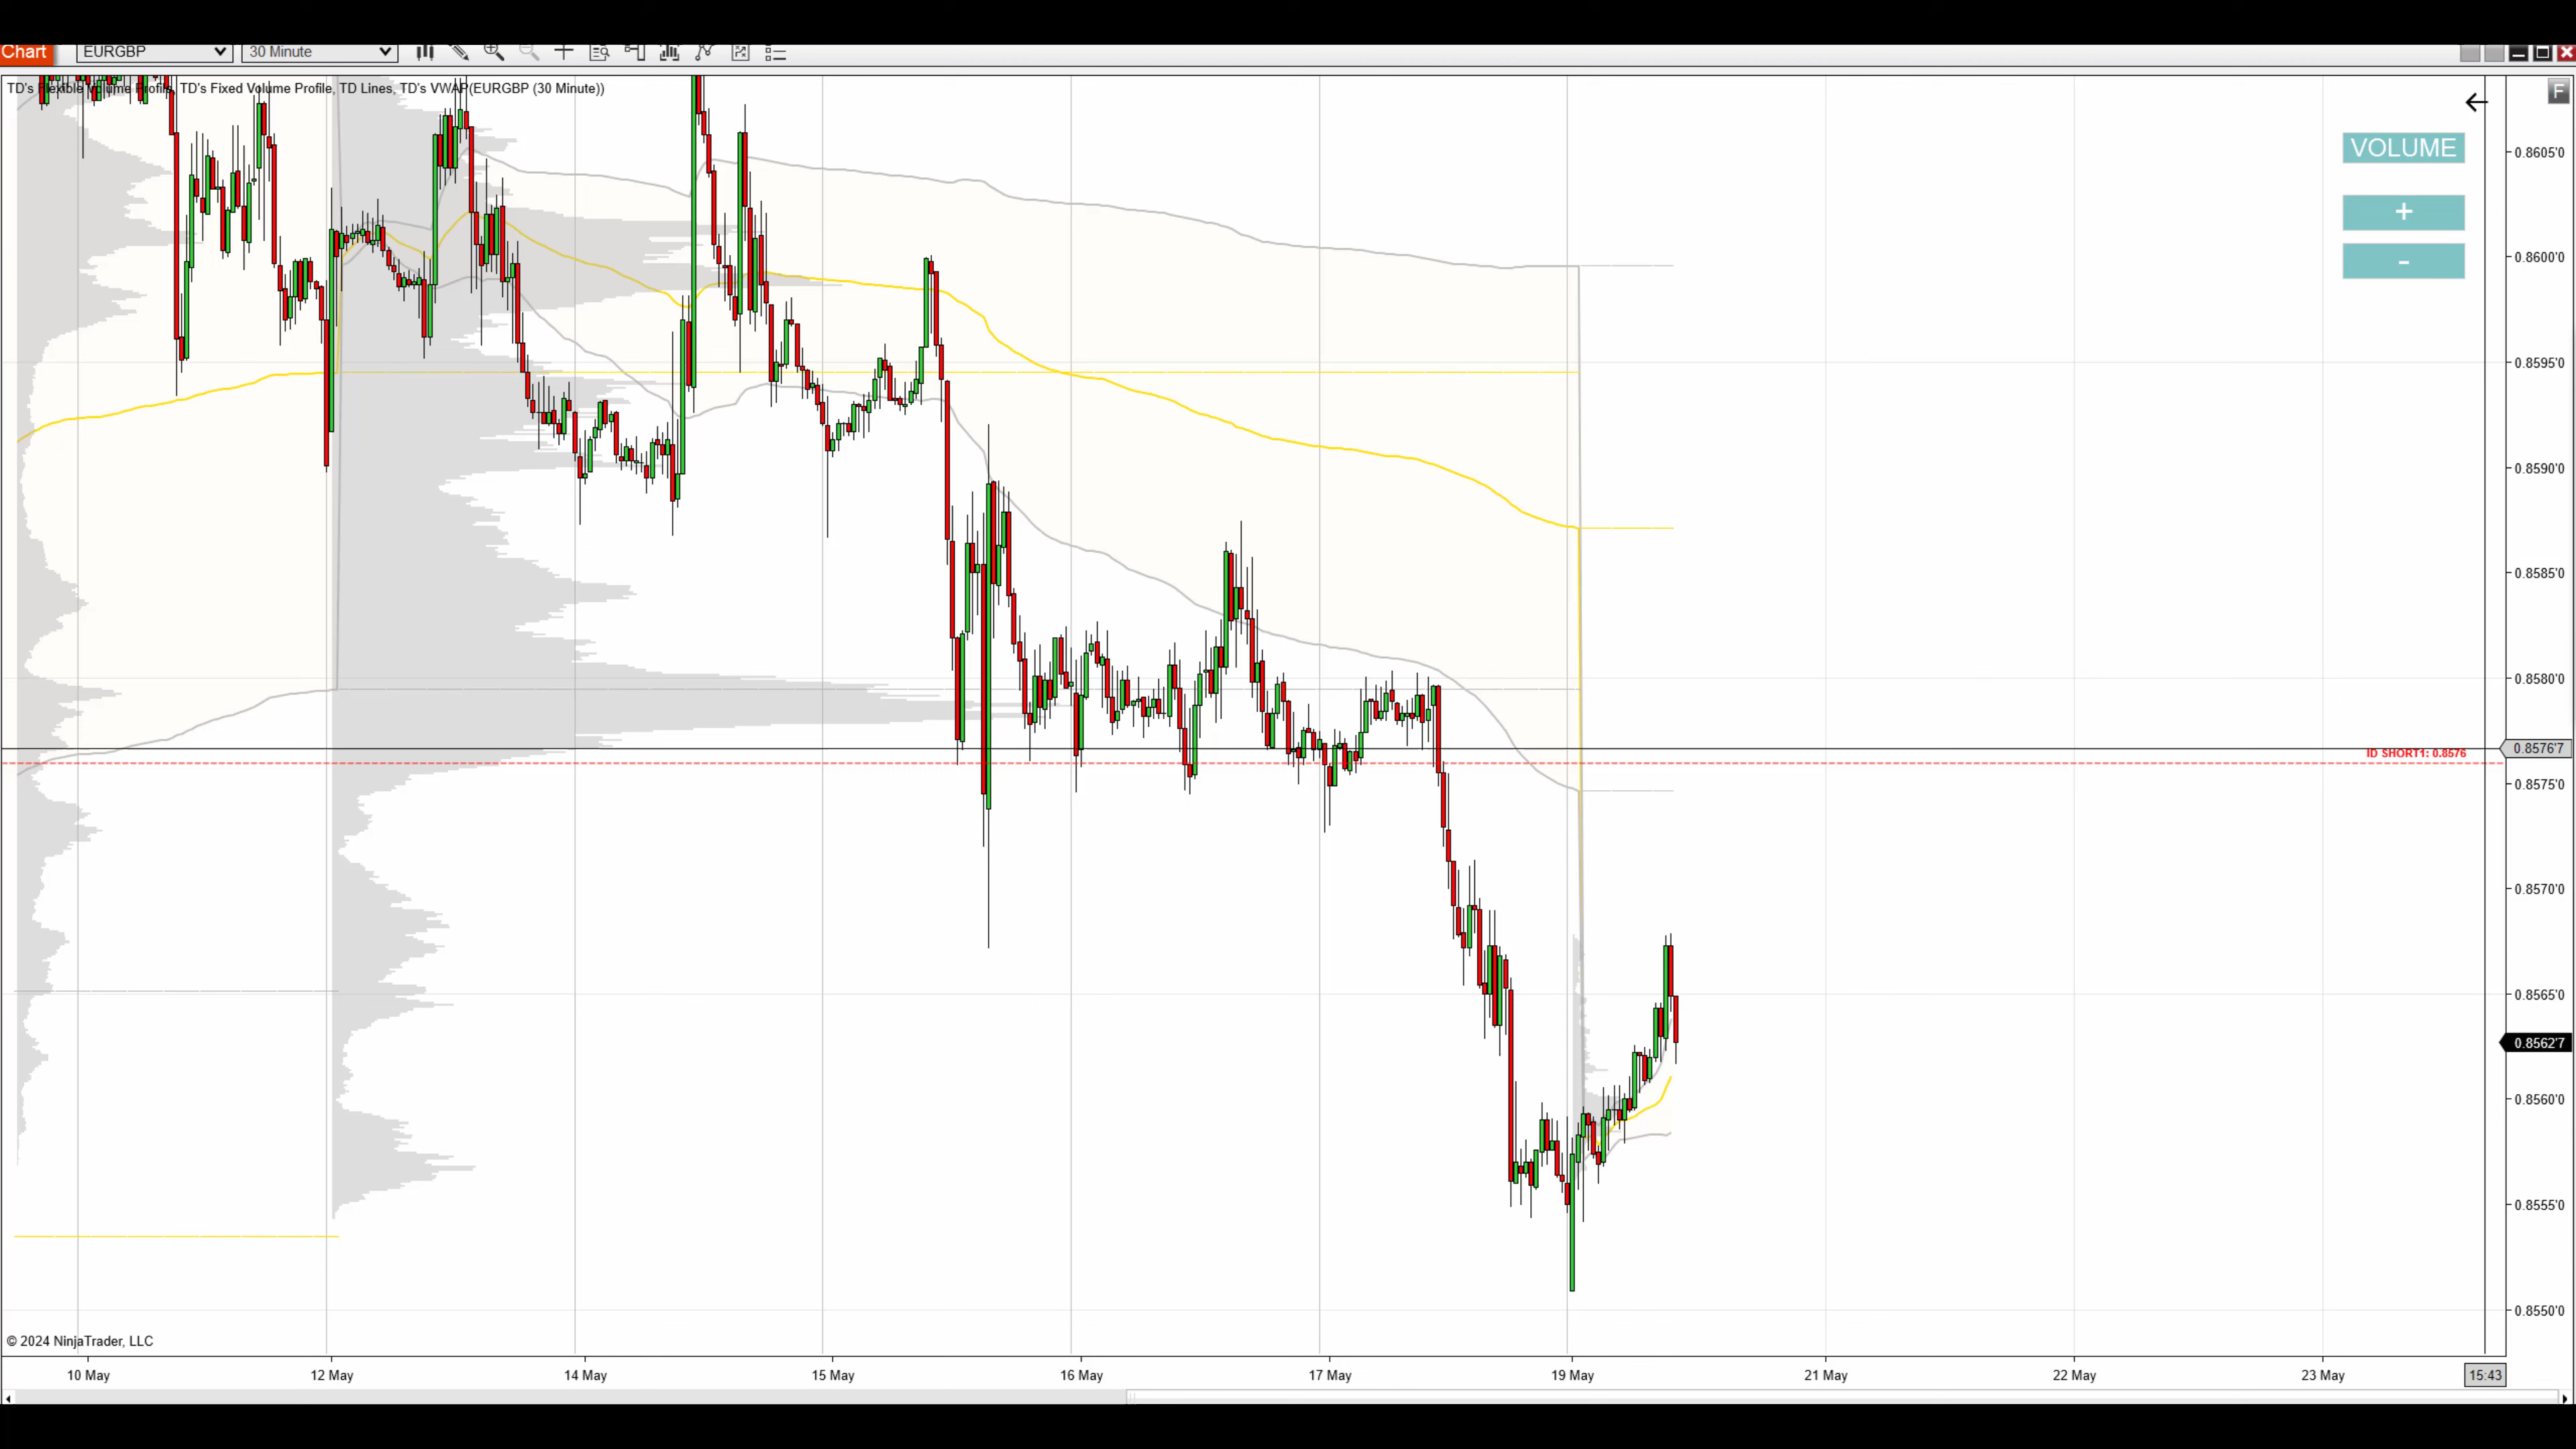 Chart EURGBP 30 Minute
TD's Flexible Volume Profile, TD's Fixed Volume Profile, TD Lines, TD's VWAP(EURGBP (30 Minute))
F
VOLUME
+
-
0.8605'0
0.8600'0
0.8595'0
0.8590'0
0.8585'0
0.8580'0
ID SHORT1: 0.8576
0.8576'7
0.8575'0
0.8570'0
0.8565'0
0.8562'7
0.8560'0
0.8555'0
0.8550'0
© 2024 NinjaTrader, LLC
10 May 12 May 14 May 15 May 16 May 17 May 19 May 21 May 22 May 23 May 15:43